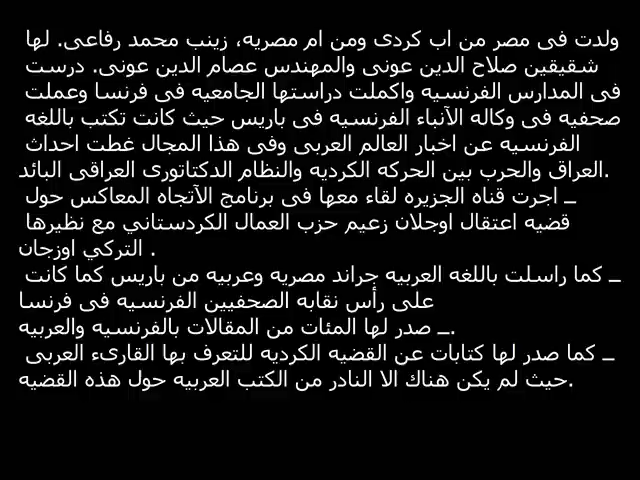 ولدت فى مصر من اب كردى ومن ام مصريه، زينب محمد رفاعى. لها
شقيقين صلاح الدين عونى والمهندس عصام الدين عونى. درست
فى المدارس الفرنسيه واكملت دراستها الجامعيه فى فرنسا وعملت
صحفيه فى وكاله الآنباء الفرنسيه فى باريس حيث كانت تكتب باللغه
الفرنسيه عن اخبار العالم العربى وفى هذا المجال غطت احداث
العراق والحرب بين الحركه الكرديه والنظام الدكتاتورى العراقى البائد.
ــ اجرت قناه الجزيره لقاء معها فى برنامج الآتجاه المعاكس حول
قضيه اعتقال اوجلان زعيم حزب العمال الكردستاني مع نظيرها
التركي اوزجان .
ــ كما راسلت باللغه العربيه جرائد مصريه وعربيه من باريس كما كانت
على رأس نقابه الصحفيين الفرنسيه فى فرنسا
ــ صدر لها المئات من المقالات بالفرنسيه والعربيه.
ــ كما صدر لها كتابات عن القضيه الكرديه للتعرف بها القارىء العربى
حيث لم يكن هناك الا النادر من الكتب العربيه حول هذه القضيه.